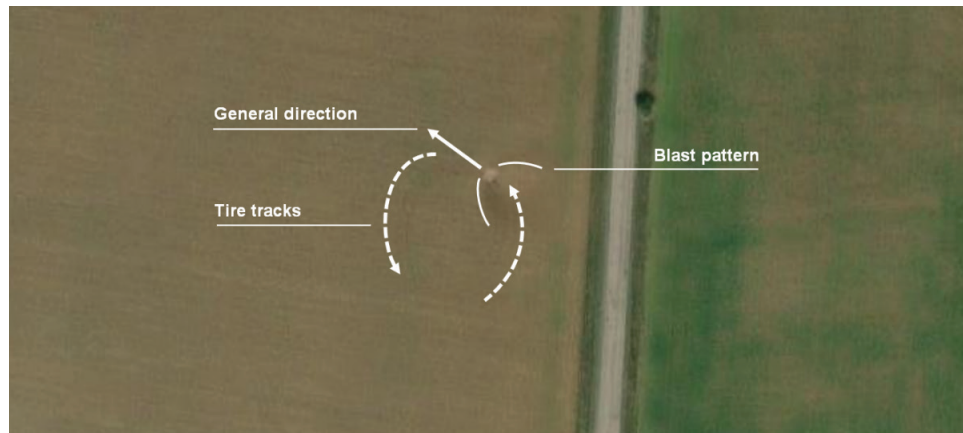 General direction
Blast pattern
Tire tracks